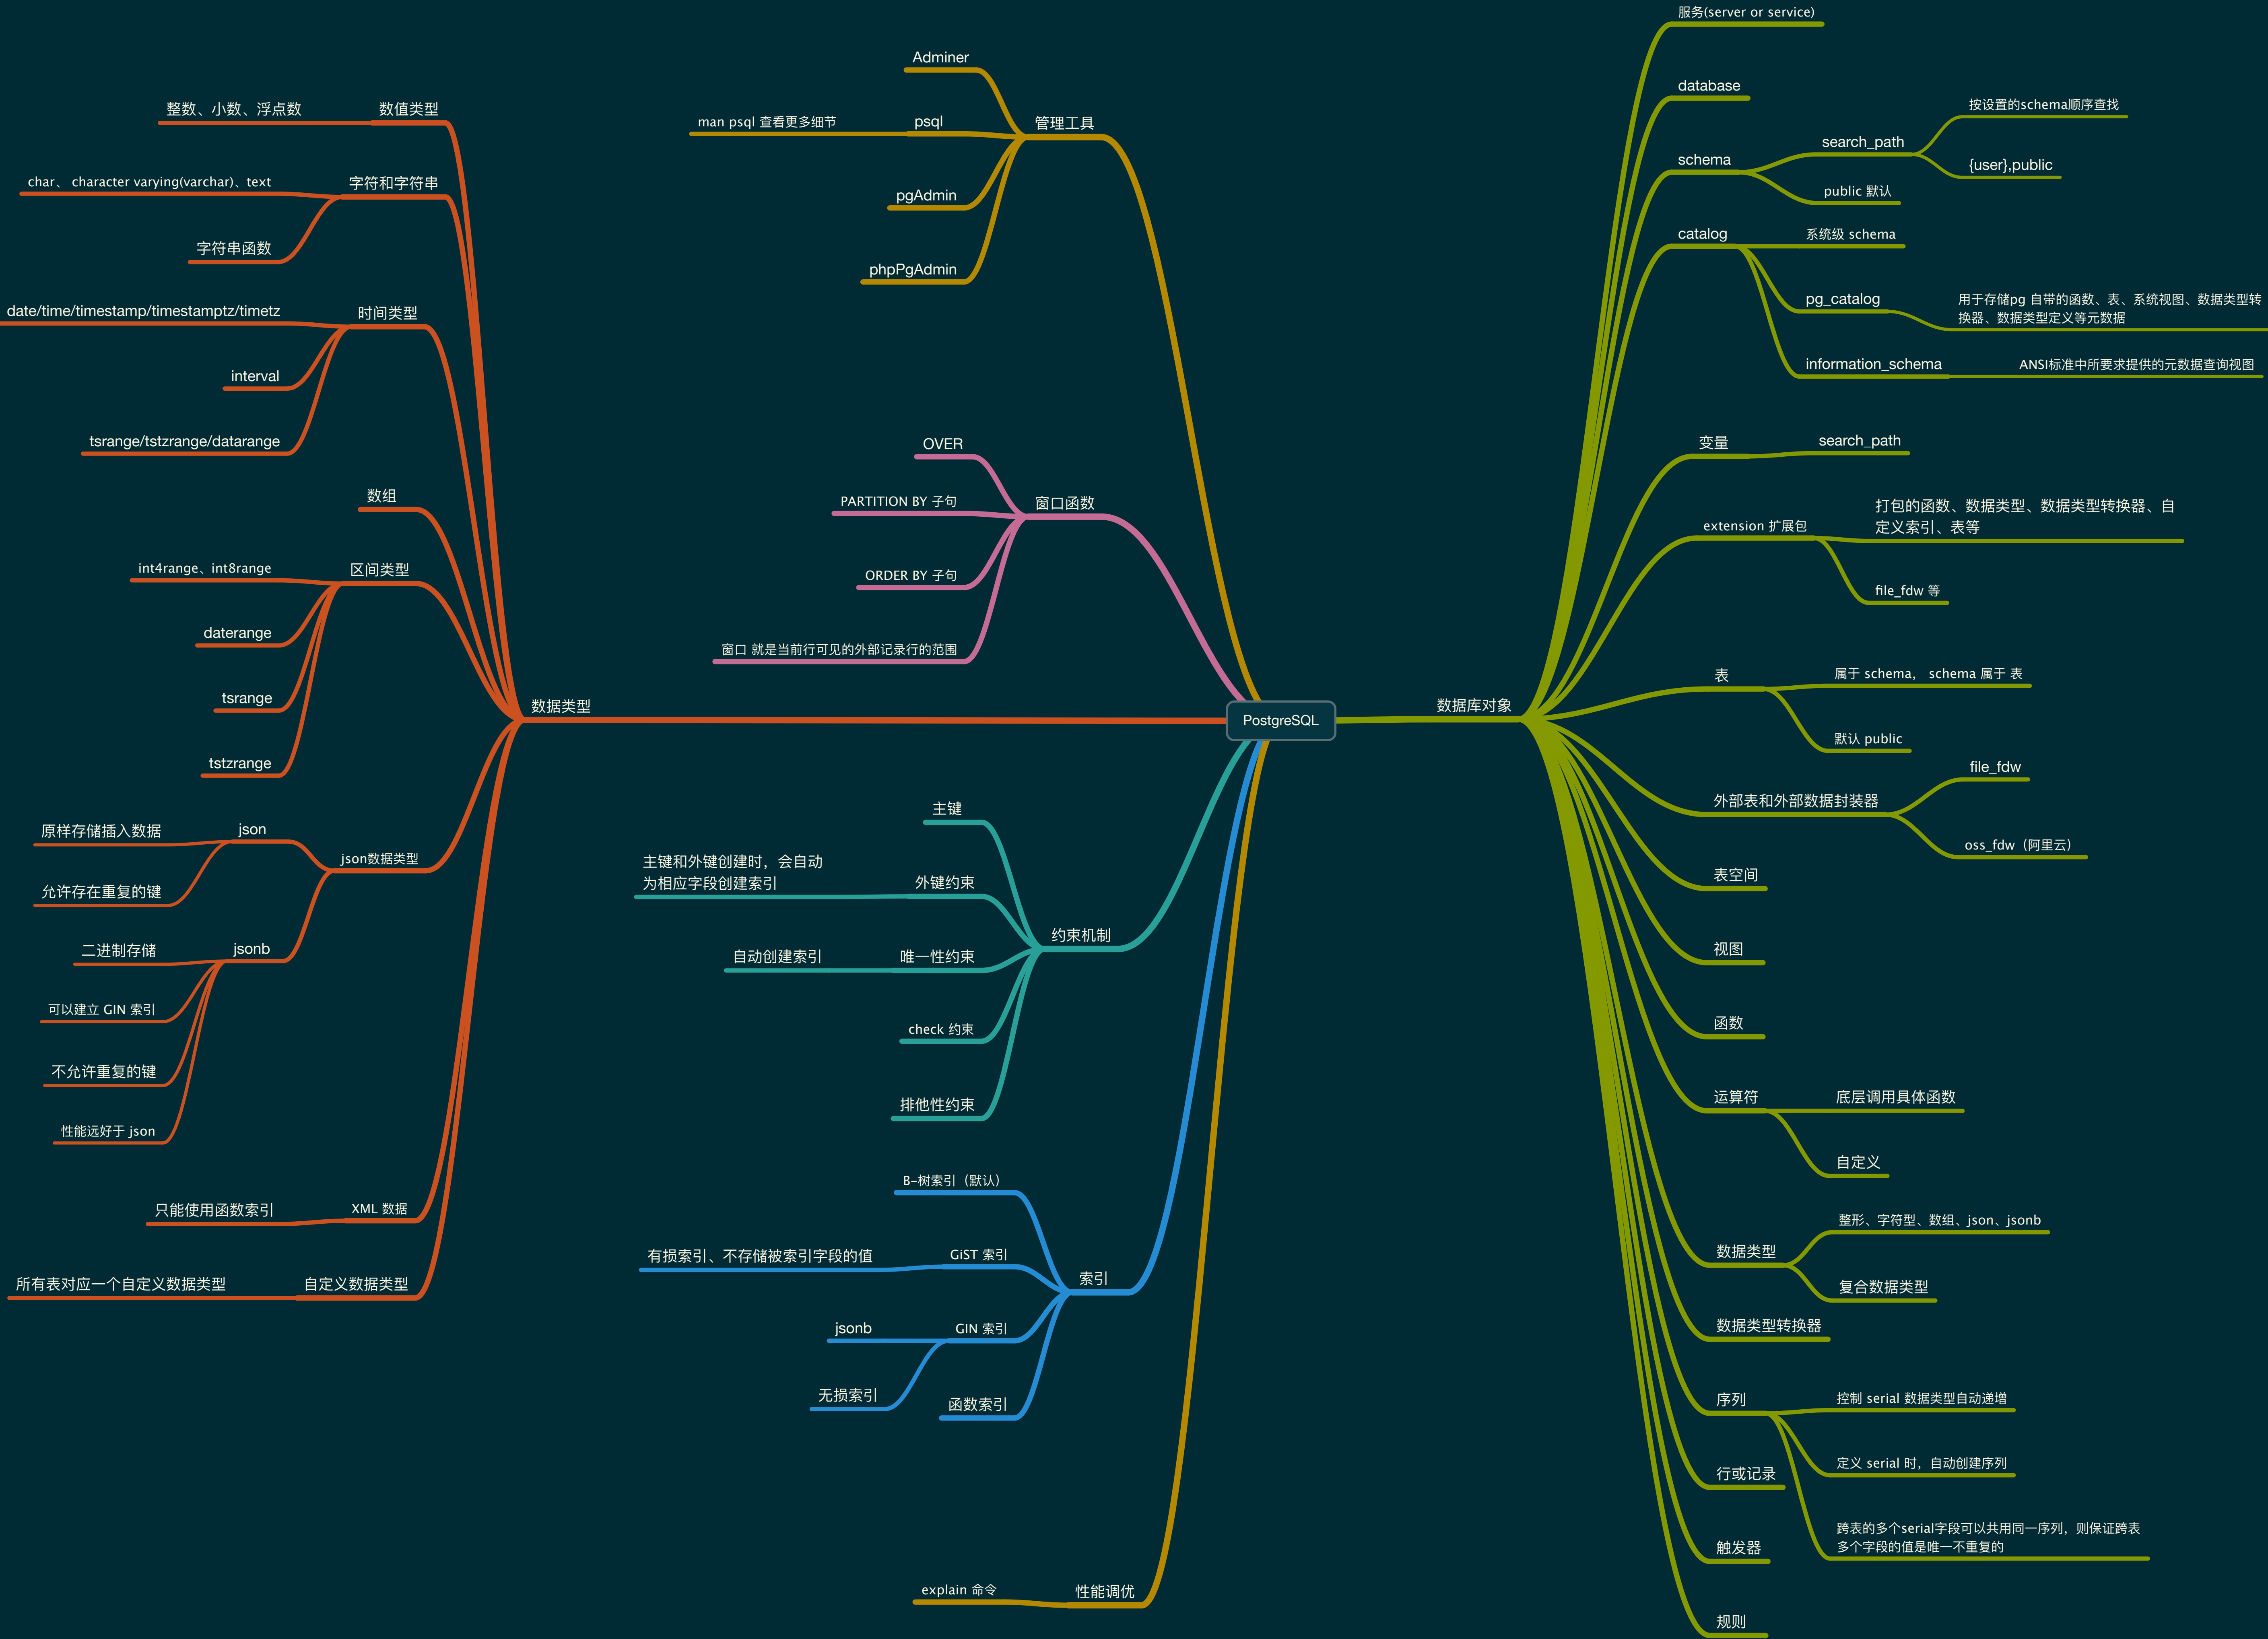 PostgreSQL
管理工具
Adminer
psql
man psql 查看更多细节
pgAdmin
phpPgAdmin
窗口函数
OVER
PARTITION BY 子句
ORDER BY 子句
窗口 就是当前行可见的外部记录行的范围
数据类型
数值类型
整数、小数、浮点数
字符和字符串
char、 character varying(varchar)、text
字符串函数
时间类型
date/time/timestamp/timestamptz/timetz
interval
tsrange/tstzrange/datarange
数组
区间类型
int4range、int8range
daterange
tsrange
tstzrange
json数据类型
json
原样存储插入数据
允许存在重复的键
jsonb
二进制存储
可以建立 GIN 索引
不允许重复的键
性能远好于 json
XML 数据
只能使用函数索引
自定义数据类型
所有表对应一个自定义数据类型
约束机制
主键
外键约束
主键和外键创建时，会自动
为相应字段创建索引
唯一性约束
自动创建索引
check 约束
排他性约束
索引
B-树索引（默认）
GiST 索引
有损索引、不存储被索引字段的值
GIN 索引
jsonb
无损索引
函数索引
性能调优
explain 命令
数据库对象
服务(server or service)
database
schema
search_path
按设置的schema顺序查找
{user},public
public 默认
catalog
系统级 schema
pg_catalog
用于存储pg 自带的函数、表、系统视图、数据类型转
换器、数据类型定义等元数据
information_schema
ANSI标准中所要求提供的元数据查询视图
变量
search_path
extension 扩展包
打包的函数、数据类型、数据类型转换器、自
定义索引、表等
file_fdw 等
表
属于 schema， schema 属于 表
默认 public
外部表和外部数据封装器
file_fdw
oss_fdw（阿里云）
表空间
视图
函数
运算符
底层调用具体函数
自定义
数据类型
整形、字符型、数组、json、jsonb
复合数据类型
数据类型转换器
序列
控制 serial 数据类型自动递增
定义 serial 时，自动创建序列
跨表的多个serial字段可以共用同一序列，则保证跨表
多个字段的值是唯一不重复的
行或记录
触发器
规则